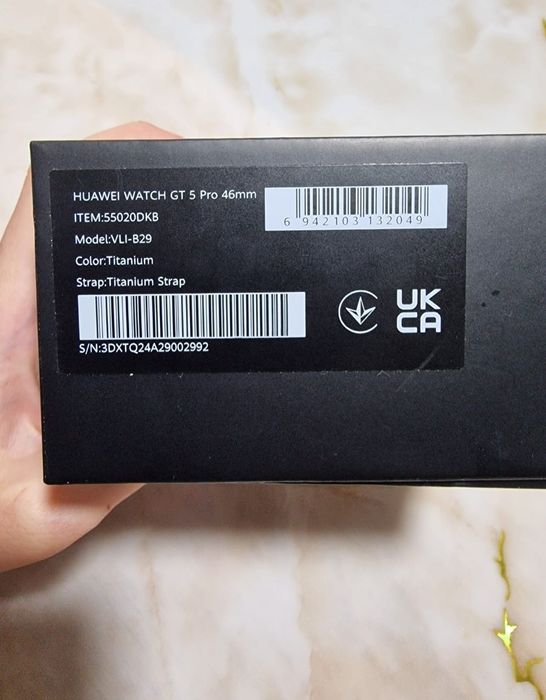 HUAWEI WATCH GT 5 Pro 46mm
ITEM:55020DKB
Model:VLI-B29
Color:Titanium
Strap:Titanium Strap
S/N:3DXTQ24A29002992
6 942103 132049
UK
CA